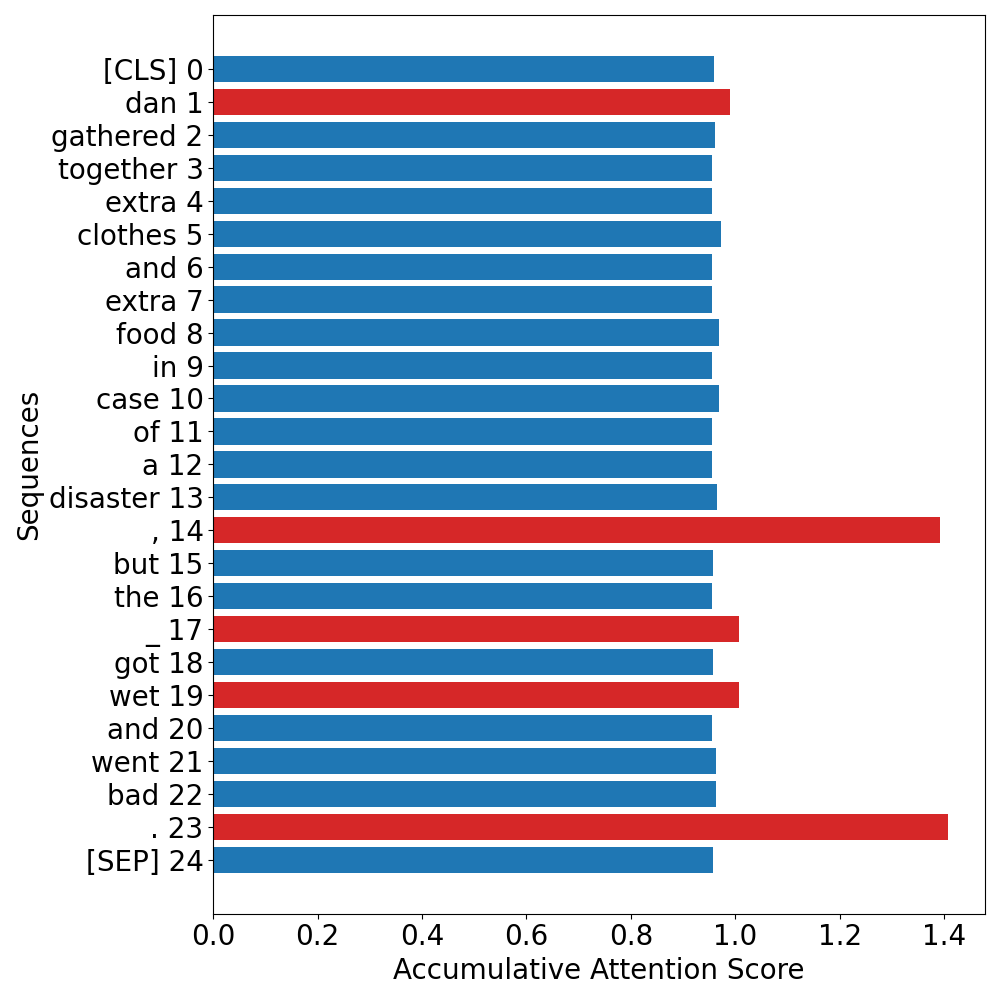 Sequences
[CLS] 0
dan 1
gathered 2
together 3
extra 4
clothes 5
and 6
extra 7
food 8
in 9
case 10
of 11
a 12
disaster 13
, 14
but 15
the 16
_ 17
got 18
wet 19
and 20
went 21
bad 22
. 23
[SEP] 24
0.0 0.2 0.4 0.6 0.8 1.0 1.2 1.4
Accumulative Attention Score